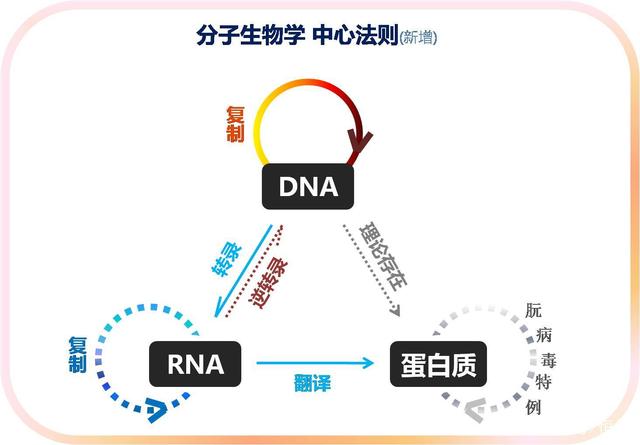 分子生物学 中心法则(新增)
复制
DNA
转录
逆转录
理论存在
复制
RNA
翻译
蛋白质
朊病毒特例